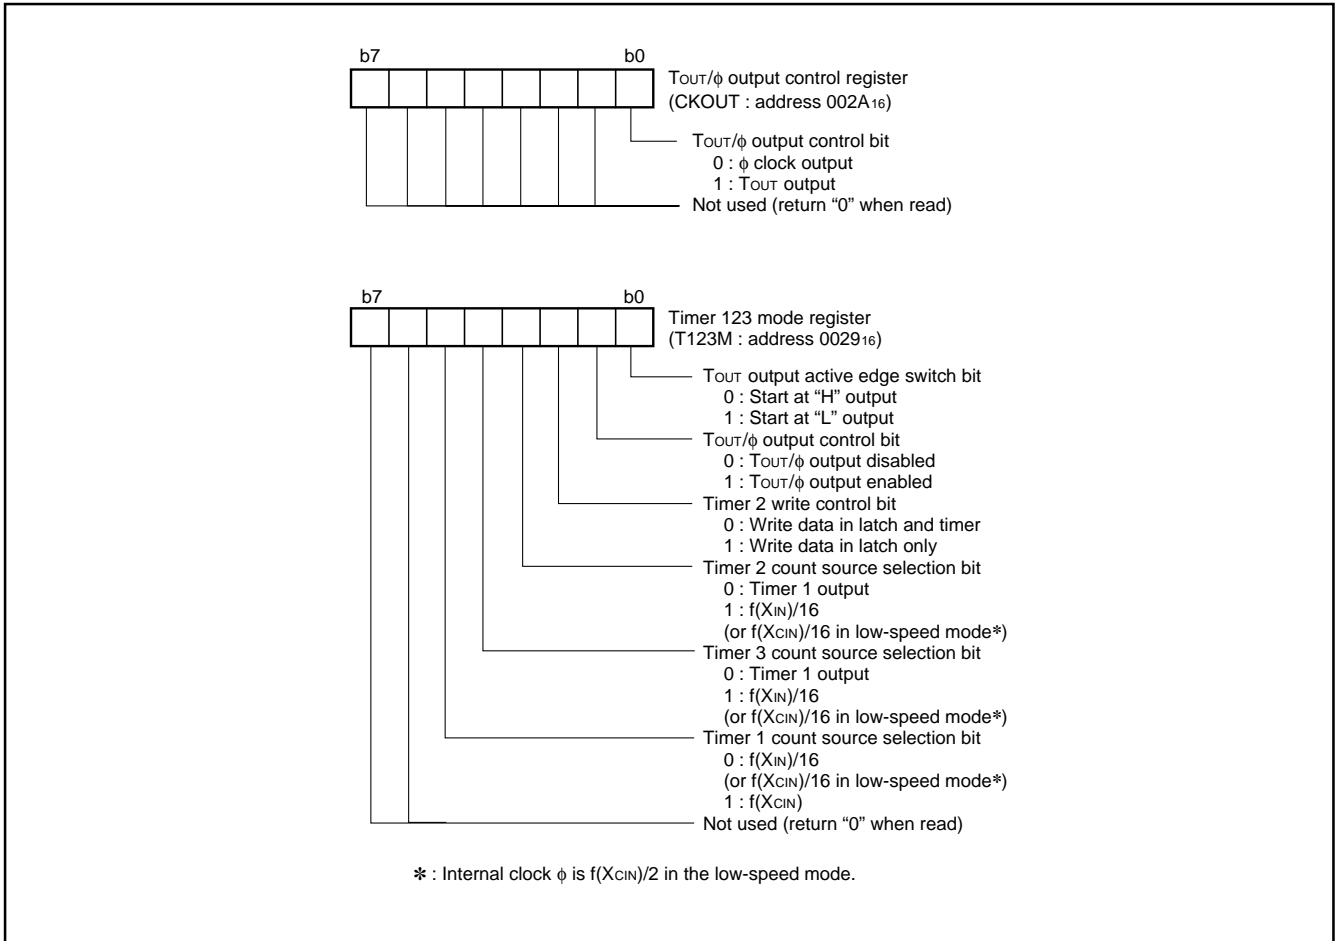 b7 b0
TOUT/ϕ output control register
(CKOUT : address 002A16)
TOUT/ϕ output control bit
0 : ϕ clock output
1 : TOUT output
Not used (return “0” when read)
b7 b0
Timer 123 mode register
(T123M : address 002916)
TOUT output active edge switch bit
0 : Start at “H” output
1 : Start at “L” output
TOUT/ϕ output control bit
0 : TOUT/ϕ output disabled
1 : TOUT/ϕ output enabled
Timer 2 write control bit
0 : Write data in latch and timer
1 : Write data in latch only
Timer 2 count source selection bit
0 : Timer 1 output
1 : f(XIN)/16
(or f(XCIN)/16 in low-speed mode*)
Timer 3 count source selection bit
0 : Timer 1 output
1 : f(XIN)/16
(or f(XCIN)/16 in low-speed mode*)
Timer 1 count source selection bit
0 : f(XIN)/16
(or f(XCIN)/16 in low-speed mode*)
1 : f(XCIN)
Not used (return “0” when read)
* : Internal clock ϕ is f(XCIN)/2 in the low-speed mode.